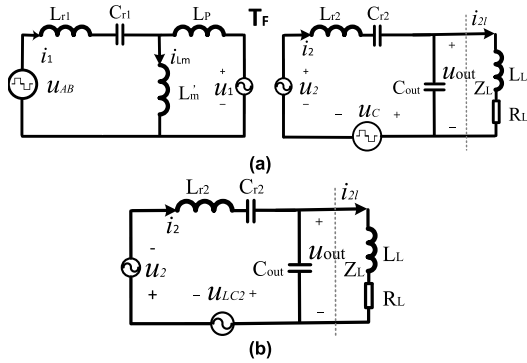 Lr1 Cr1 LP TF Lr2 Cr2 i2l
i1 iLm i2
uAB L'm + u1 − + u2 − Cout + uout − ZL LL
− uC + RL
(a)
Lr2 Cr2 i2l
i2
− u2 + Cout + uout − ZL LL
− uLC2 + RL
(b)